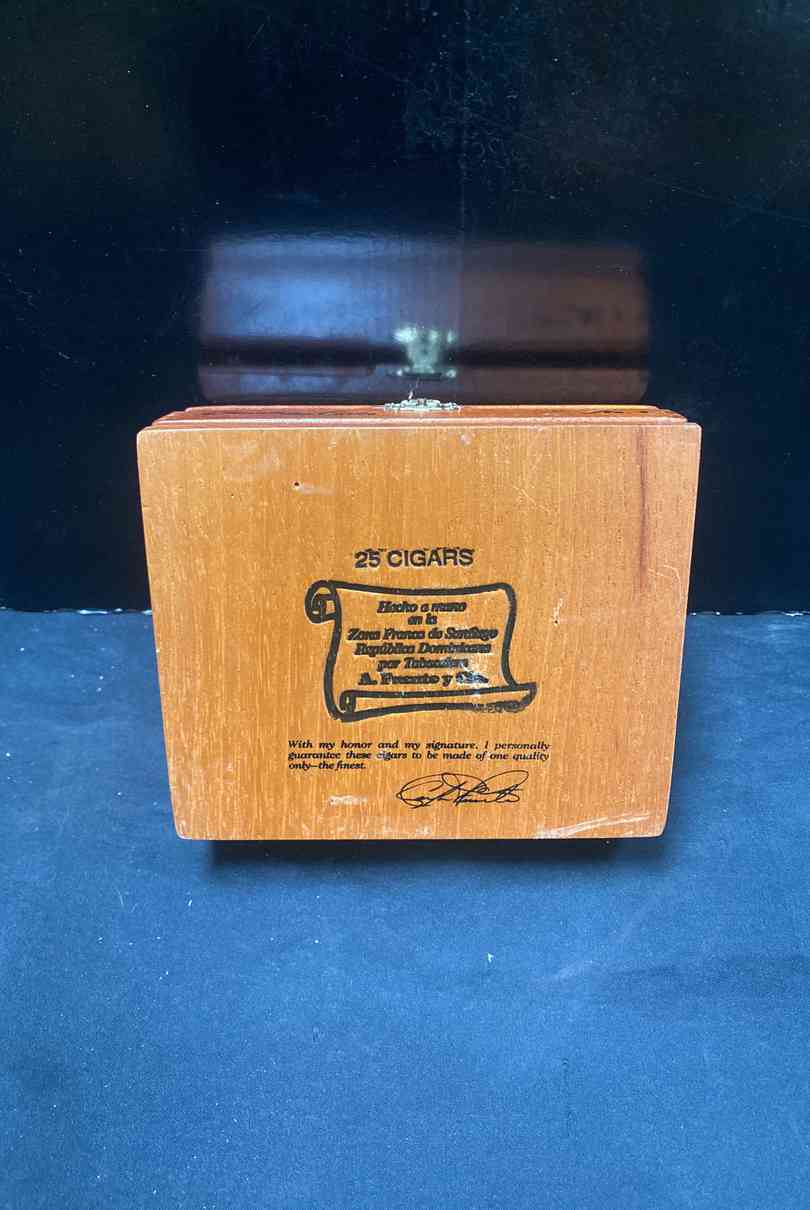 25 CIGARS
Hecho a mano
en la
Zona Franca de Santiago
República Dominicana
por Tabacalera
A. Fuente y Cia.
With my honor and my signature, I personally
guarantee these cigars to be made of one quality
only—the finest.